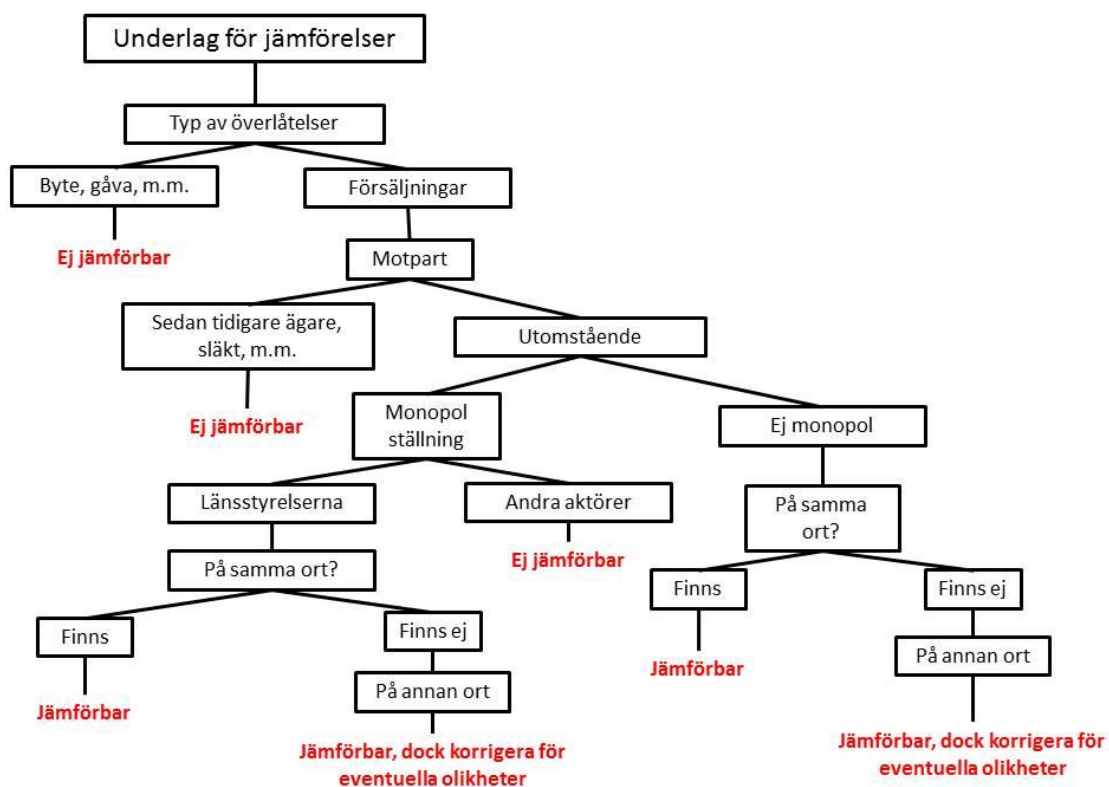 Underlag för jämförelser
Typ av överlåtelser
Byte, gåva, m.m.
Försäljningar
Ej jämförbar
Motpart
Sedan tidigare ägare,
släkt, m.m.
Utomstående
Ej jämförbar
Monopol
ställning
Ej monopol
Länsstyrelserna
Andra aktörer
På samma
ort?
Ej jämförbar
På samma ort?
Finns
Finns ej
Finns
Finns ej
Jämförbar
På annan ort
På annan ort
Jämförbar
Jämförbar, dock korrigera för
eventuella olikheter
Jämförbar, dock korrigera för
eventuella olikheter